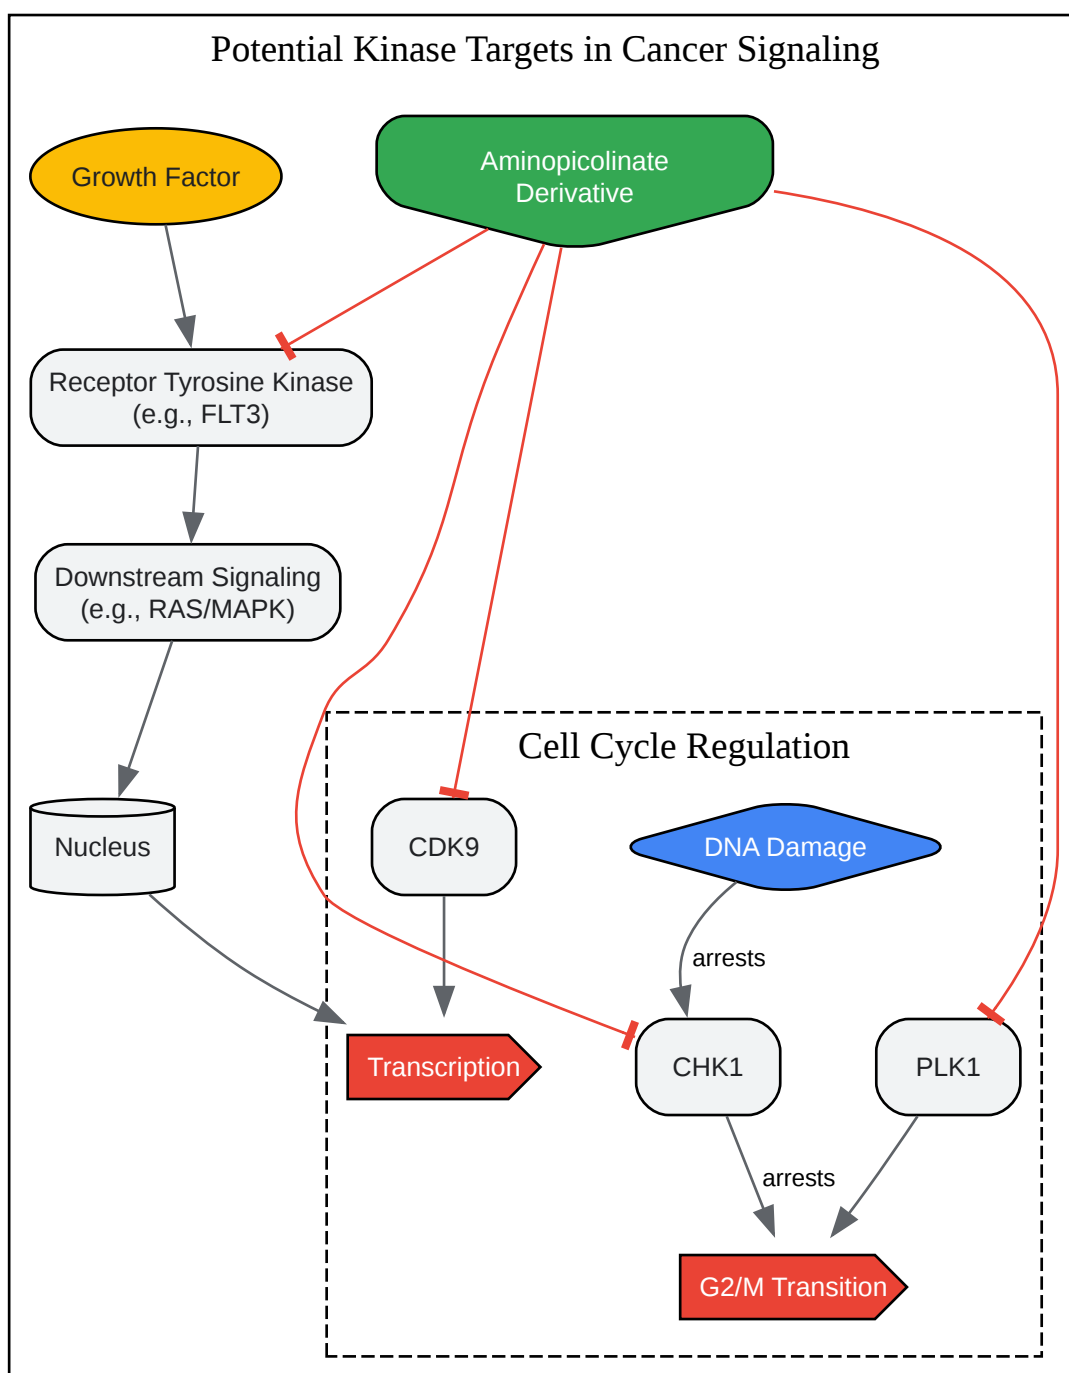 Potential Kinase Targets in Cancer Signaling
Growth Factor
Aminopicolinate
Derivative
Receptor Tyrosine Kinase
(e.g., FLT3)
Downstream Signaling
(e.g., RAS/MAPK)
Cell Cycle Regulation
Nucleus
CDK9
DNA Damage
arrests
Transcription
CHK1
PLK1
arrests
G2/M Transition